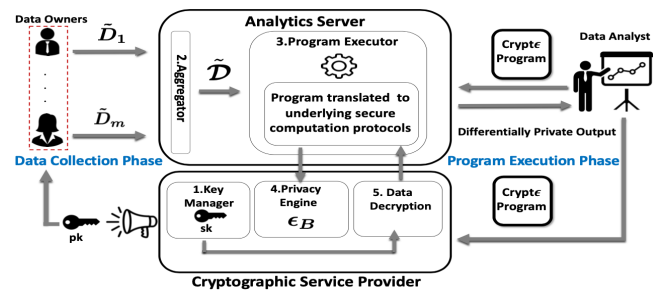 Data Owners
D̃1
.
.
.
D̃m
Data Collection Phase
pk
Analytics Server
2.Aggregator
D̃
3.Program Executor
Program translated to
underlying secure
computation protocols
Cryptϵ
Program
Data Analyst
Differentially Private Output
Program Execution Phase
1.Key
Manager
sk
4.Privacy
Engine
ϵB
5. Data
Decryption
Cryptϵ
Program
Cryptographic Service Provider